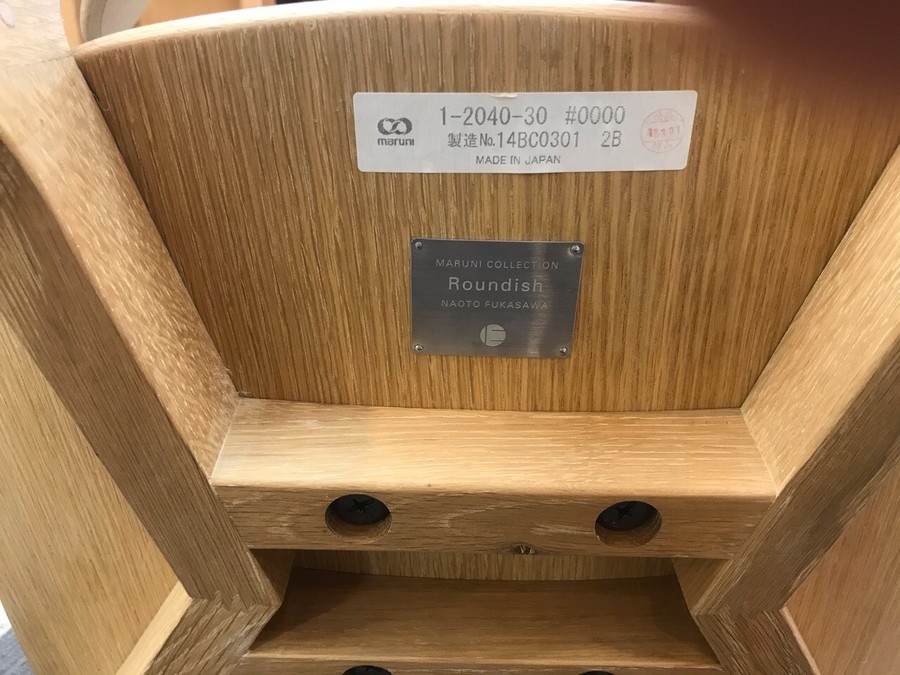 maruni
1-2040-30 #0000
製造No.14BC0301 2B
MADE IN JAPAN
MARUNI COLLECTION
Roundish
NAOTO FUKASAWA